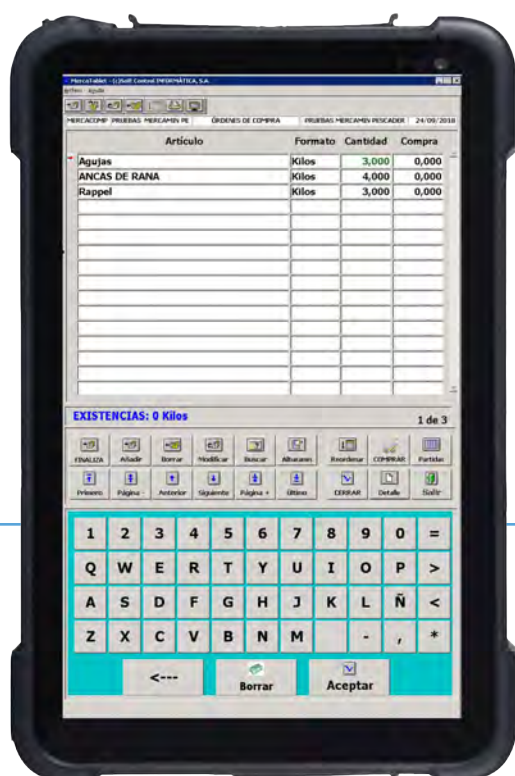 MercaTablet - (c)Soft Control INFORMÁTICA, S.A.
Ayuda
MERCACOMP PRUEBAS MERCAMIN PE ÓRDENES DE COMPRA PRUEBAS MERCAMIN PESCADER 24/09/2018
Artículo Formato Cantidad Compra
Agujas Kilos 3,000 0,000
ANCAS DE RANA Kilos 4,000 0,000
Rappel Kilos 3,000 0,000
EXISTENCIAS: 0 Kilos 1 de 3
FINALIZA Añadir Borrar Modificar Buscar Albaranes Reordenar COMPRAR Partidas
Primero Página - Anterior Siguiente Página + Último CERRAR Detalle Salir
1 2 3 4 5 6 7 8 9 0 =
Q W E R T Y U I O P >
A S D F G H J K L Ñ <
Z X C V B N M - , *
<--- Borrar Aceptar